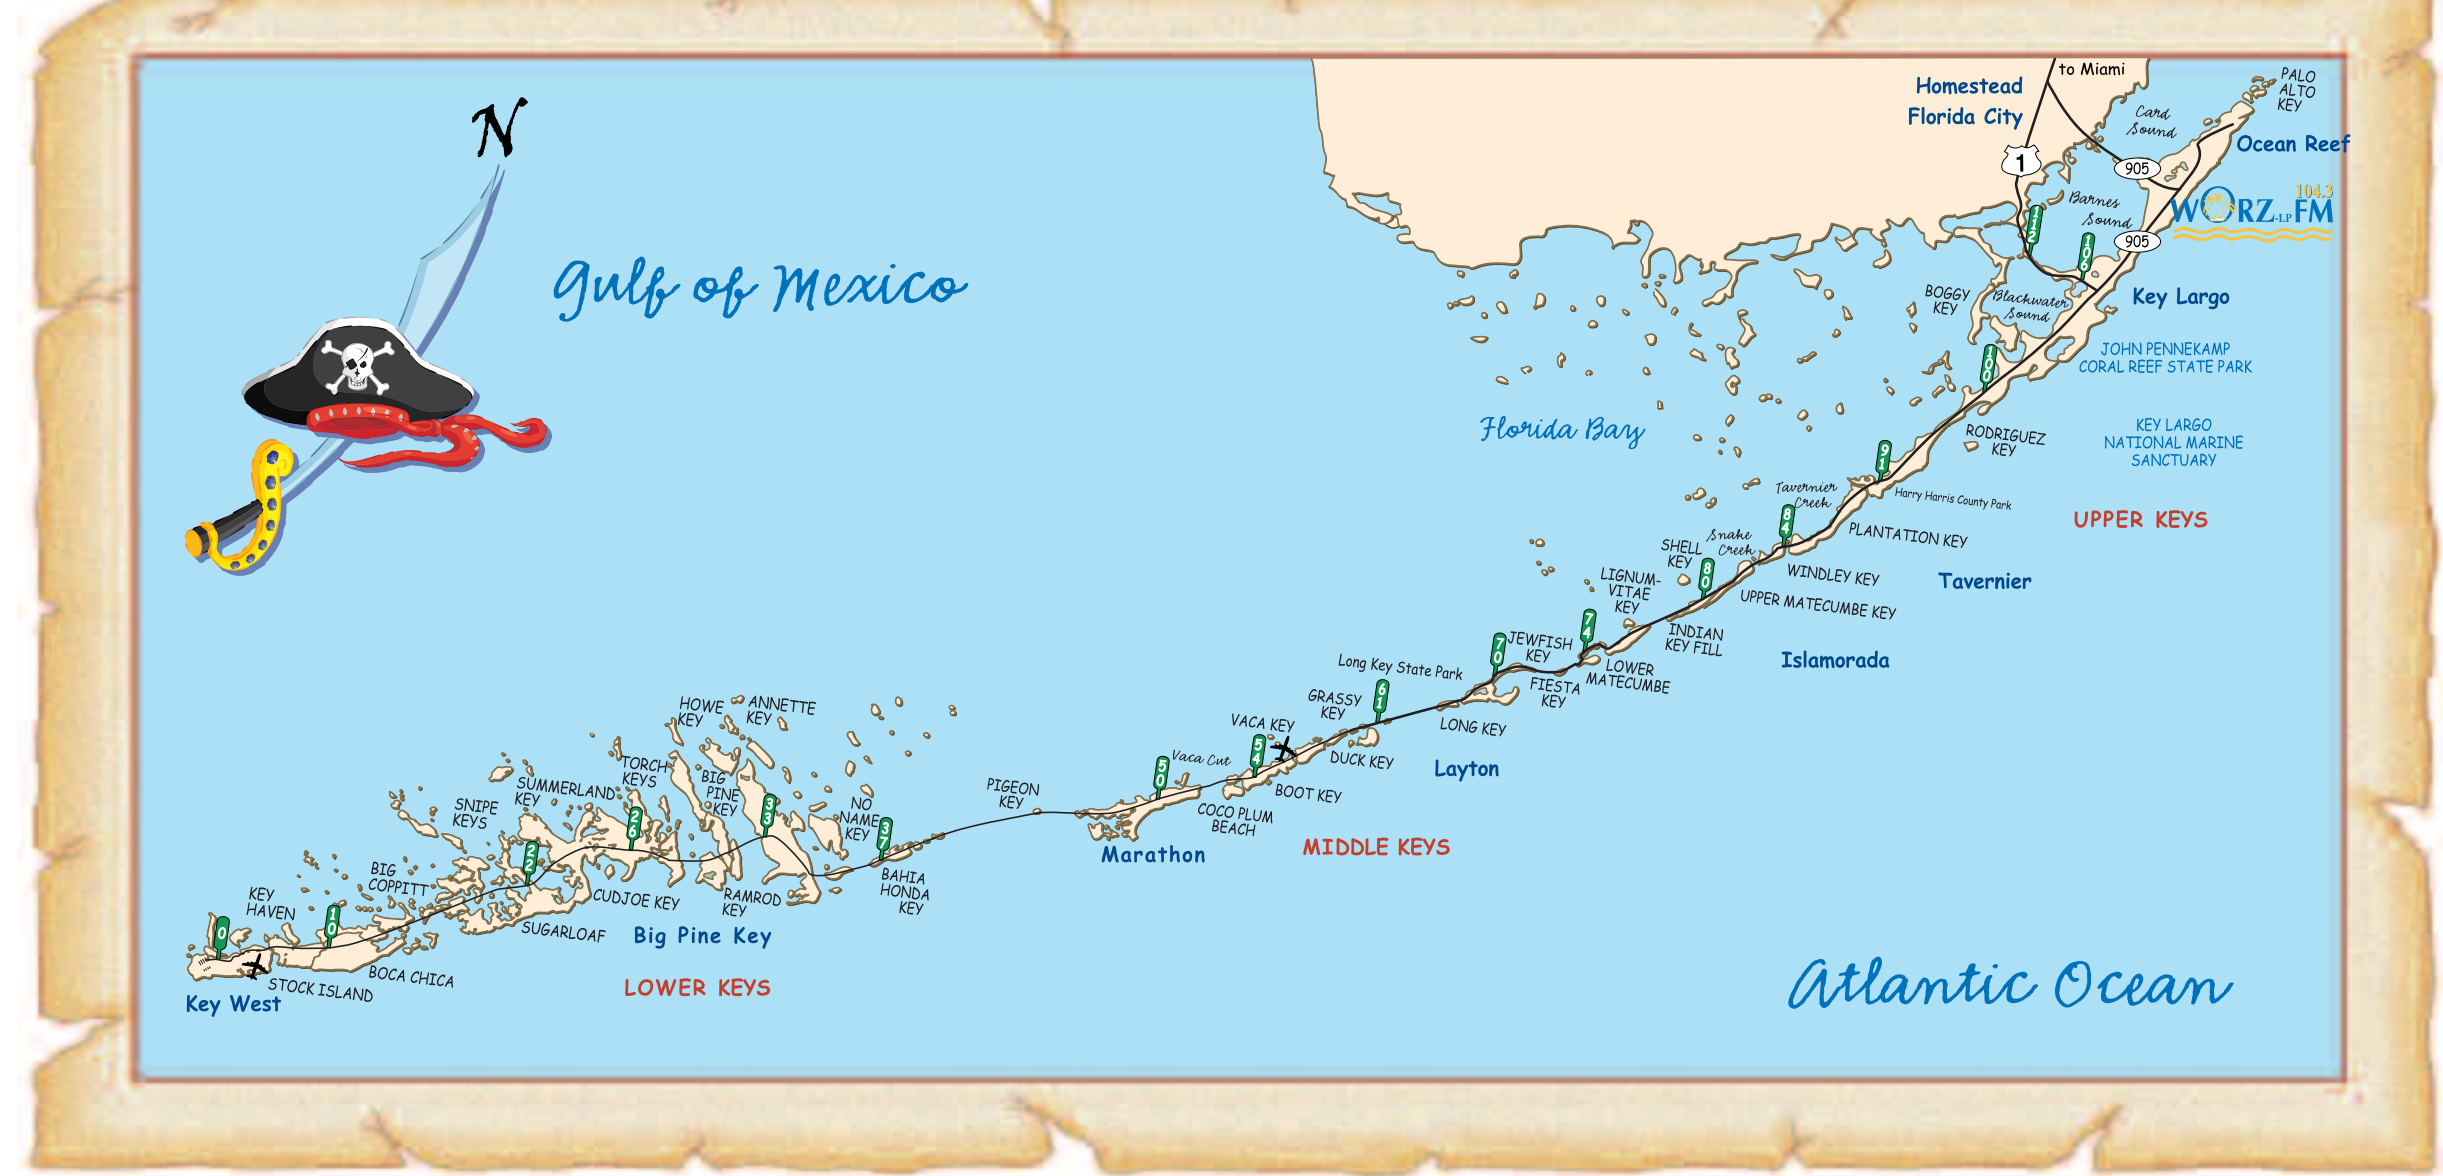 to Miami
Homestead
Florida City
PALO
ALTO
KEY
Card
Sound
Ocean Reef
1
905
104.3
WORZ-LP FM
Barnes
Sound
112
905
106
N
Gulf of Mexico
BOGGY
KEY
Blackwater
Sound
Key Largo
JOHN PENNEKAMP
CORAL REEF STATE PARK
100
Florida Bay
KEY LARGO
NATIONAL MARINE
SANCTUARY
RODRIGUEZ
KEY
91
Harry Harris County Park
Tavernier
Creek
UPPER KEYS
84
PLANTATION KEY
Snake
Creek
SHELL
KEY
WINDLEY KEY
Tavernier
80
LIGNUM-
VITAE
KEY
UPPER MATECUMBE KEY
INDIAN
KEY FILL
74
Islamorada
JEWFISH
KEY
70
LOWER
MATECUMBE
FIESTA
KEY
Long Key State Park
61
GRASSY
KEY
LONG KEY
VACA KEY
54
DUCK KEY
Layton
Vaca Cut
50
BOOT KEY
COCO PLUM
BEACH
MIDDLE KEYS
Marathon
PIGEON
KEY
HOWE
KEY
ANNETTE
KEY
TORCH
KEYS
BIG
PINE
KEY
SUMMERLAND
KEY
SNIPE
KEYS
NO
NAME
KEY
37
33
26
22
BAHIA
HONDA
KEY
BIG
COPPITT
CUDJOE KEY
RAMROD
KEY
KEY
HAVEN
10
0
SUGARLOAF
Big Pine Key
BOCA CHICA
STOCK ISLAND
Key West
LOWER KEYS
Atlantic Ocean